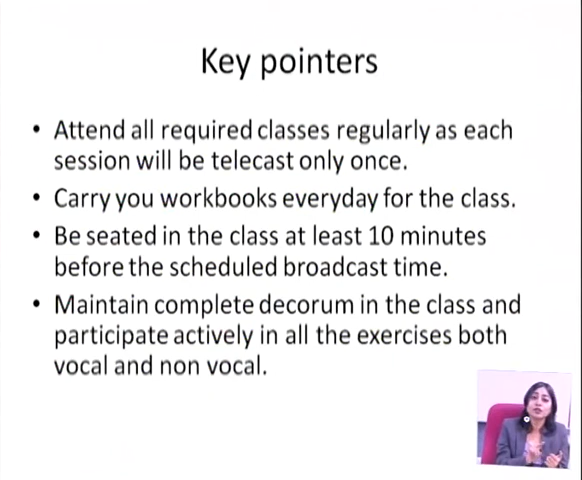 Key pointers
• Attend all required classes regularly as each
session will be telecast only once.
• Carry you workbooks everyday for the class.
• Be seated in the class at least 10 minutes
before the scheduled broadcast time.
• Maintain complete decorum in the class and
participate actively in all the exercises both
vocal and non vocal.